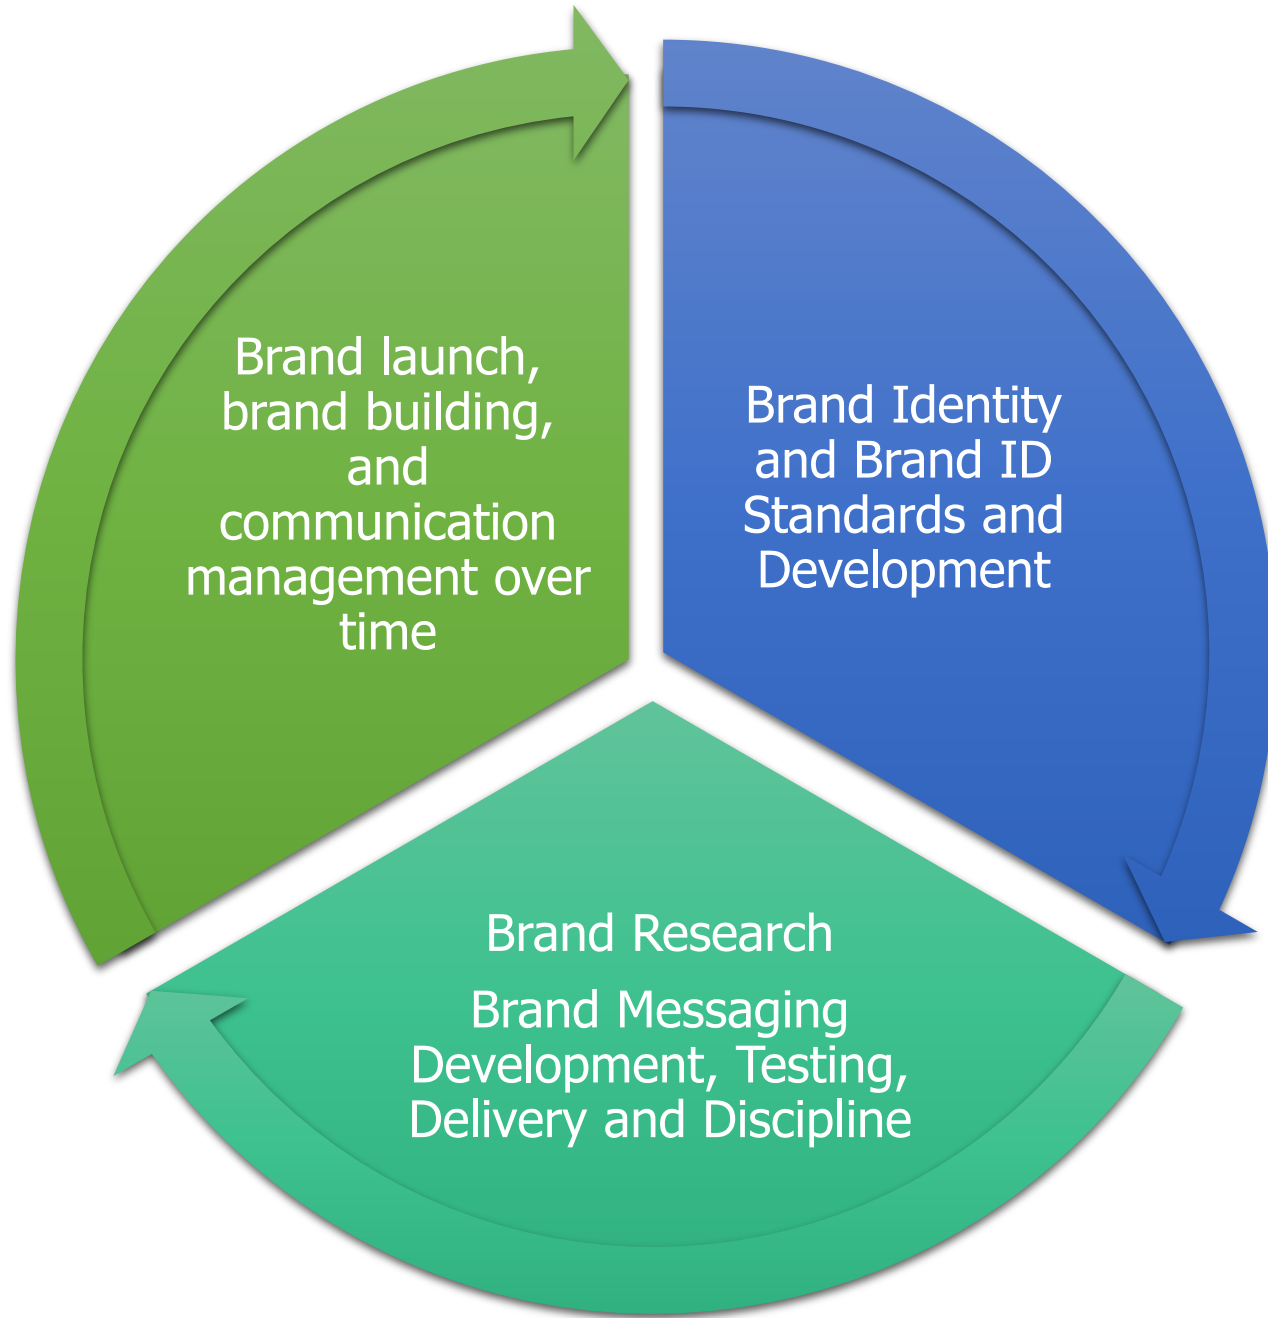 Brand launch,
brand building,
and
communication
management over
time
Brand Identity
and Brand ID
Standards and
Development
Brand Research
Brand Messaging
Development, Testing,
Delivery and Discipline